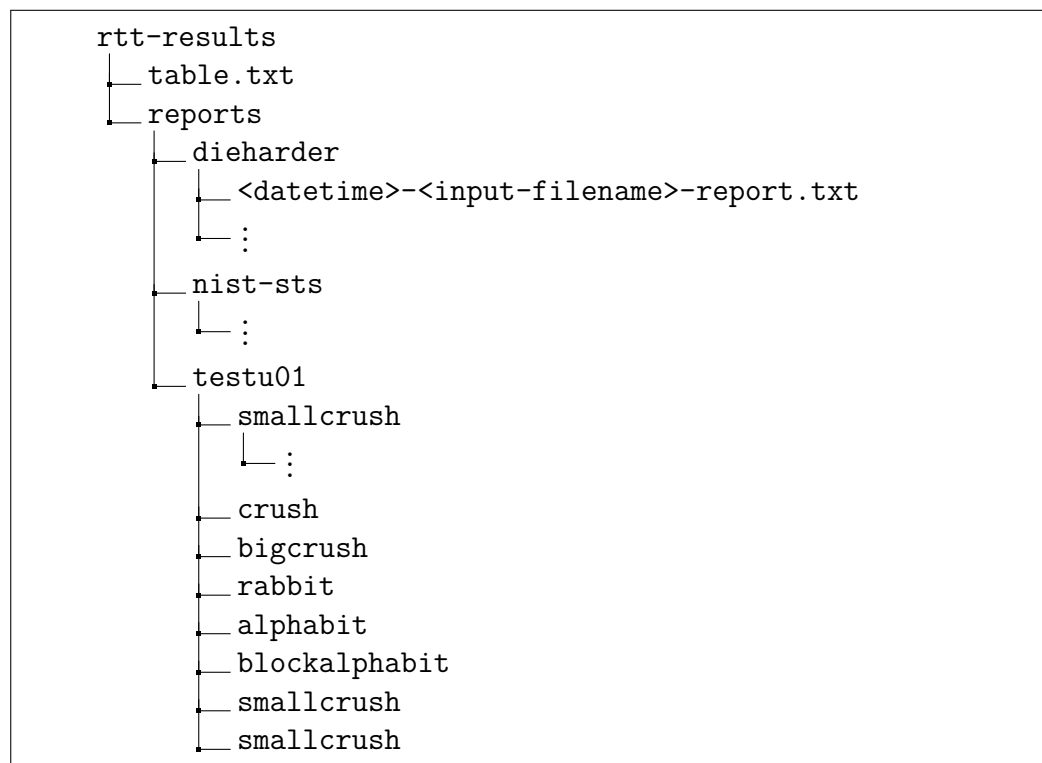 rtt-results
table.txt
reports
dieharder
<datetime>-<input-filename>-report.txt
⋮
nist-sts
⋮
testu01
smallcrush
⋮
crush
bigcrush
rabbit
alphabit
blockalphabit
smallcrush
smallcrush